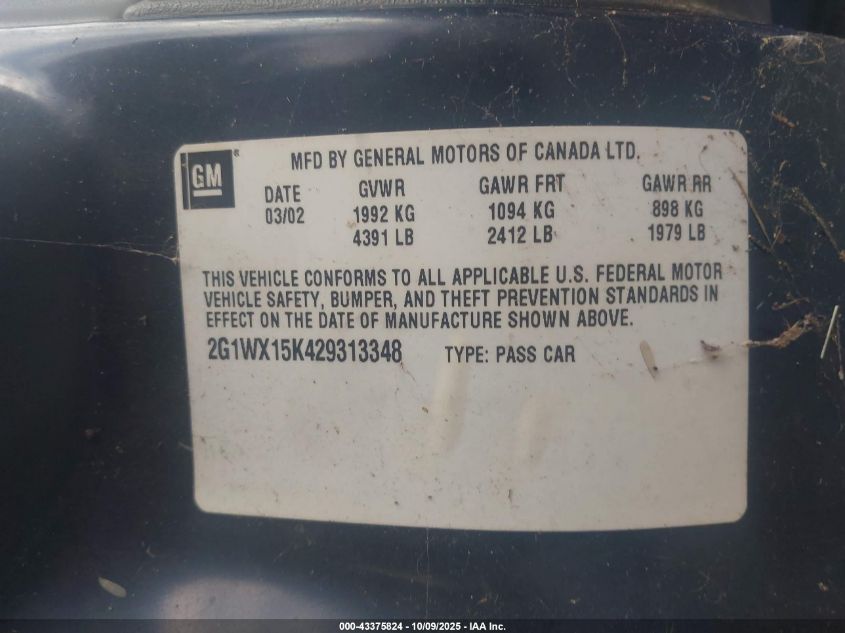 GM ®
MFD BY GENERAL MOTORS OF CANADA LTD.
DATE GVWR GAWR FRT GAWR RR
03/02 1992 KG 1094 KG 898 KG
4391 LB 2412 LB 1979 LB
THIS VEHICLE CONFORMS TO ALL APPLICABLE U.S. FEDERAL MOTOR
VEHICLE SAFETY, BUMPER, AND THEFT PREVENTION STANDARDS IN
EFFECT ON THE DATE OF MANUFACTURE SHOWN ABOVE.
2G1WX15K429313348 TYPE: PASS CAR
000-43375824 - 10/09/2025 - IAA Inc.